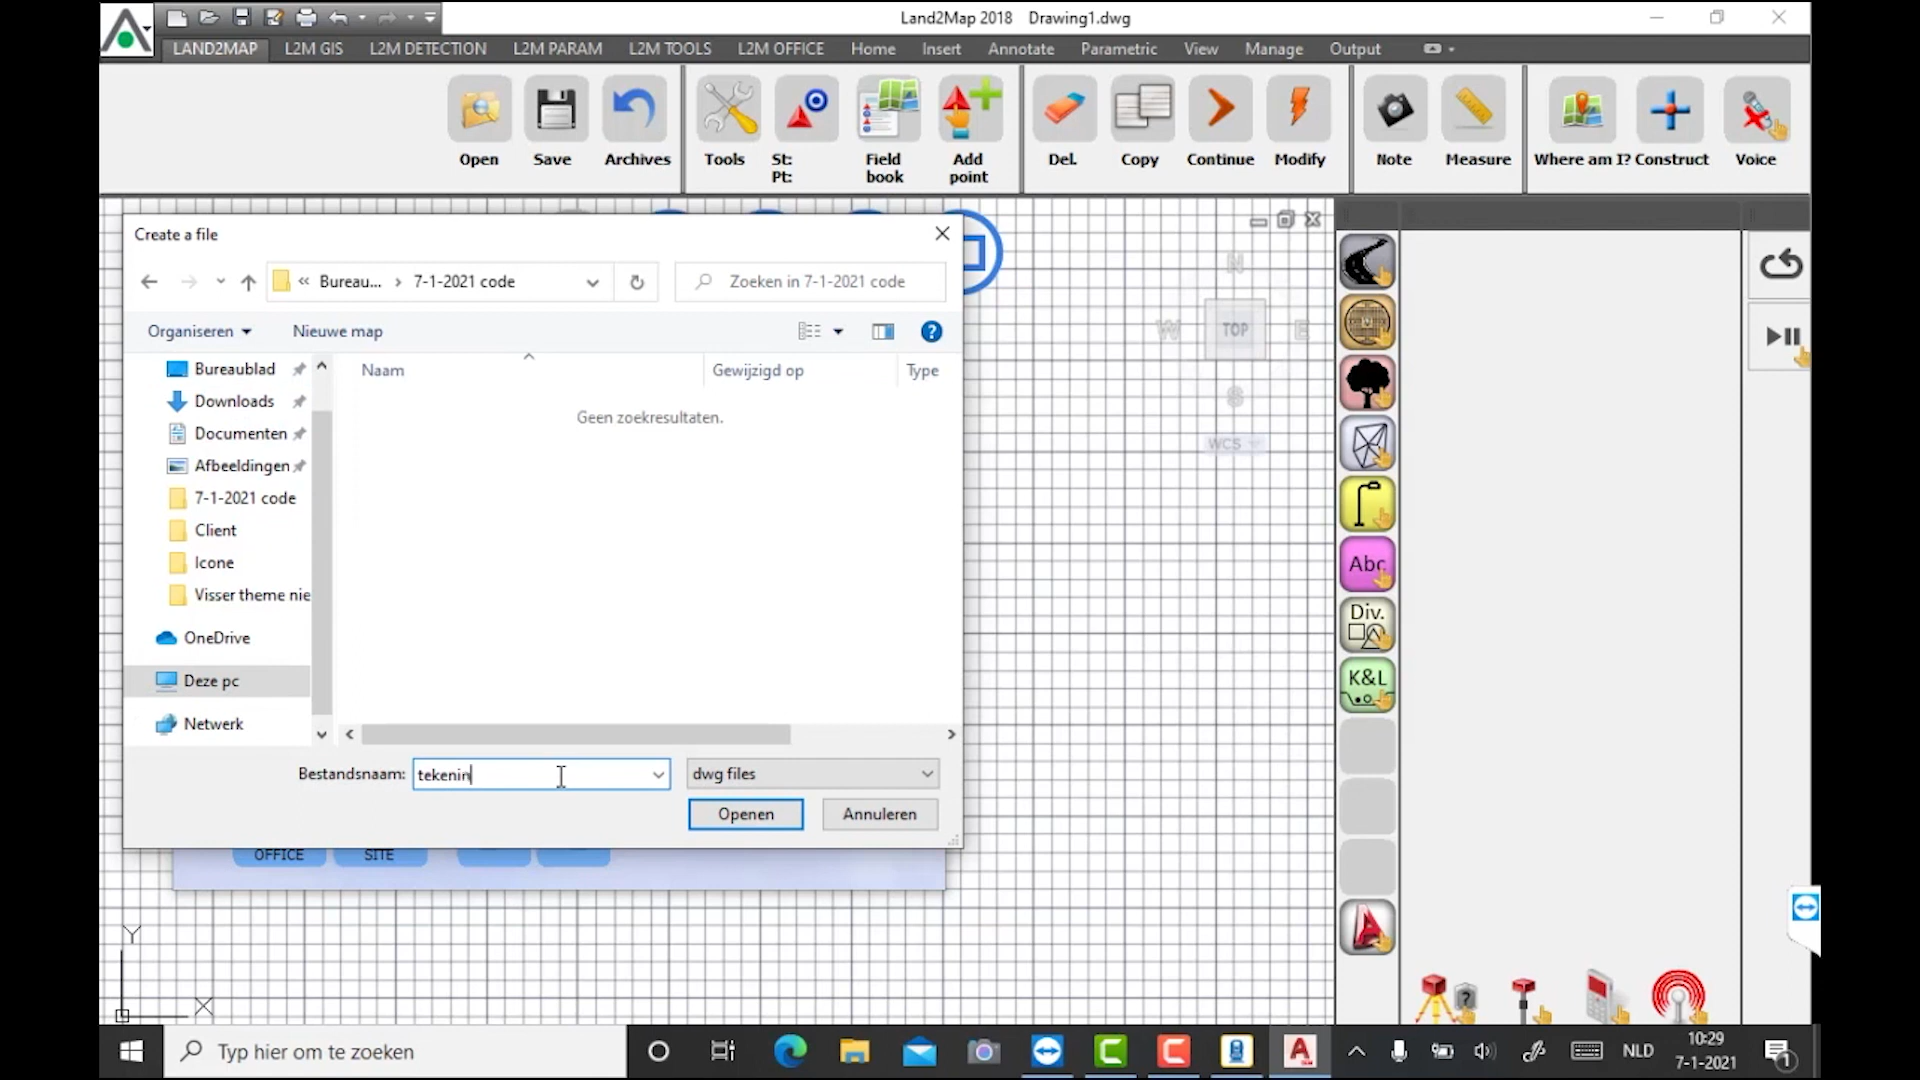 Land2Map 2018 Drawing1.dwg
LAND2MAP L2M GIS L2M DETECTION L2M PARAM L2M TOOLS L2M OFFICE Home Insert Annotate Parametric View Manage Output
Open Save Archives Tools St: Field Add Del. Copy Continue Modify Note Measure Where am I? Construct Voice
Pt: book point
Create a file
« Bureau... › 7-1-2021 code
Zoeken in 7-1-2021 code
Organiseren Nieuwe map
Naam Gewijzigd op Type
Geen zoekresultaten.
Bureaublad
Downloads
Documenten
Afbeeldingen
7-1-2021 code
Client
Icone
Visser theme nie
OneDrive
Deze pc
Netwerk
Bestandsnaam: tekenin dwg files
Openen Annuleren
OFFICE SITE
N
W TOP E
S
WCS
Abc
Div.
K&L
Y
X
Typ hier om te zoeken
NLD
10:29
7-1-2021
1